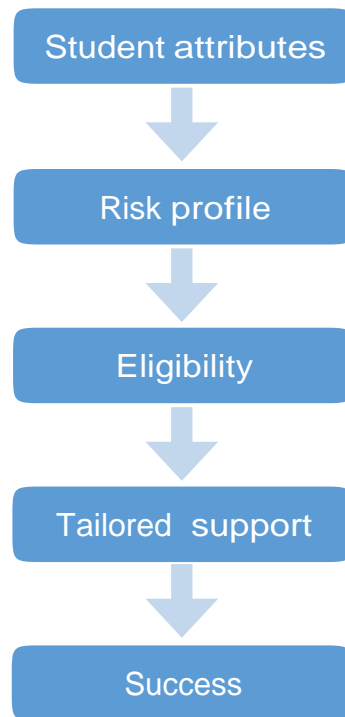 Student attributes
Risk profile
Eligibility
Tailored support
Success